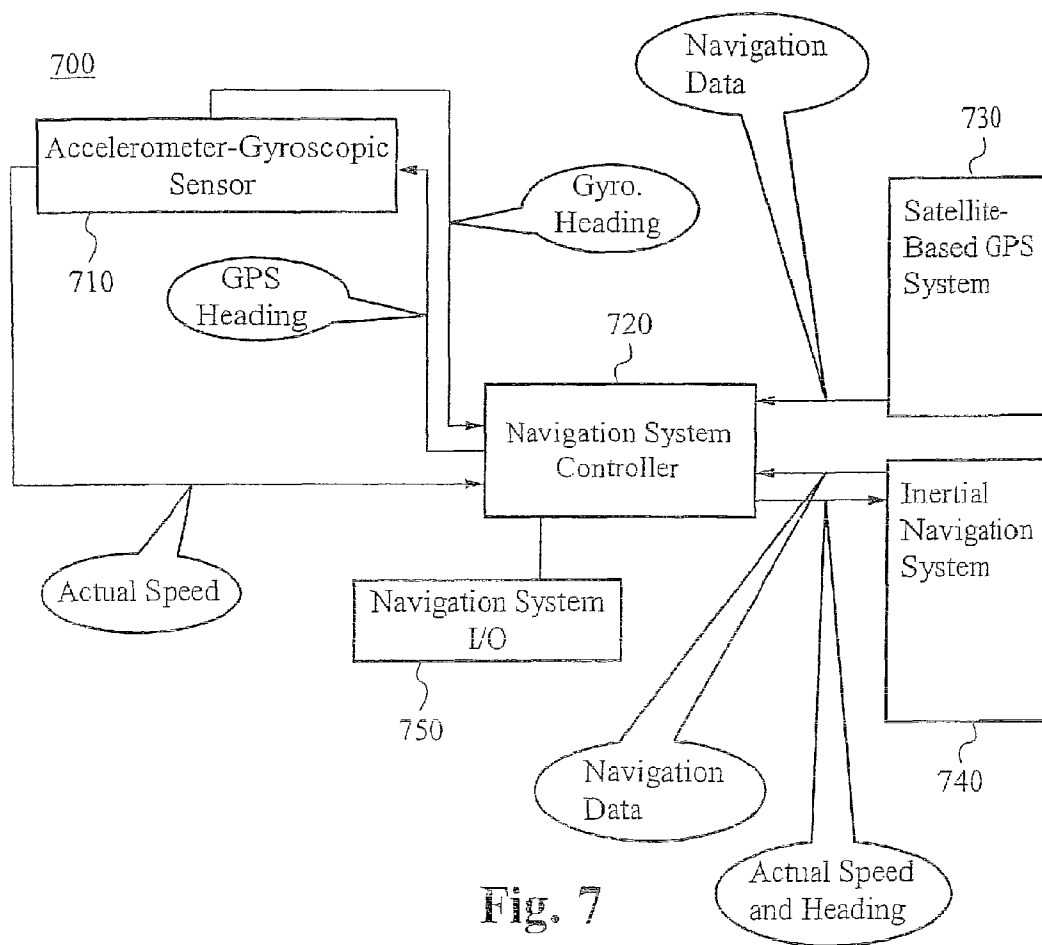 700
Accelerometer-Gyroscopic
Sensor
710
Navigation
Data
730
Satellite-
Based GPS
System
Gyro.
Heading
GPS
Heading
720
Navigation System
Controller
Inertial
Navigation
System
Actual Speed
Navigation System
I/O
750
740
Navigation
Data
Actual Speed
and Heading
Fig. 7